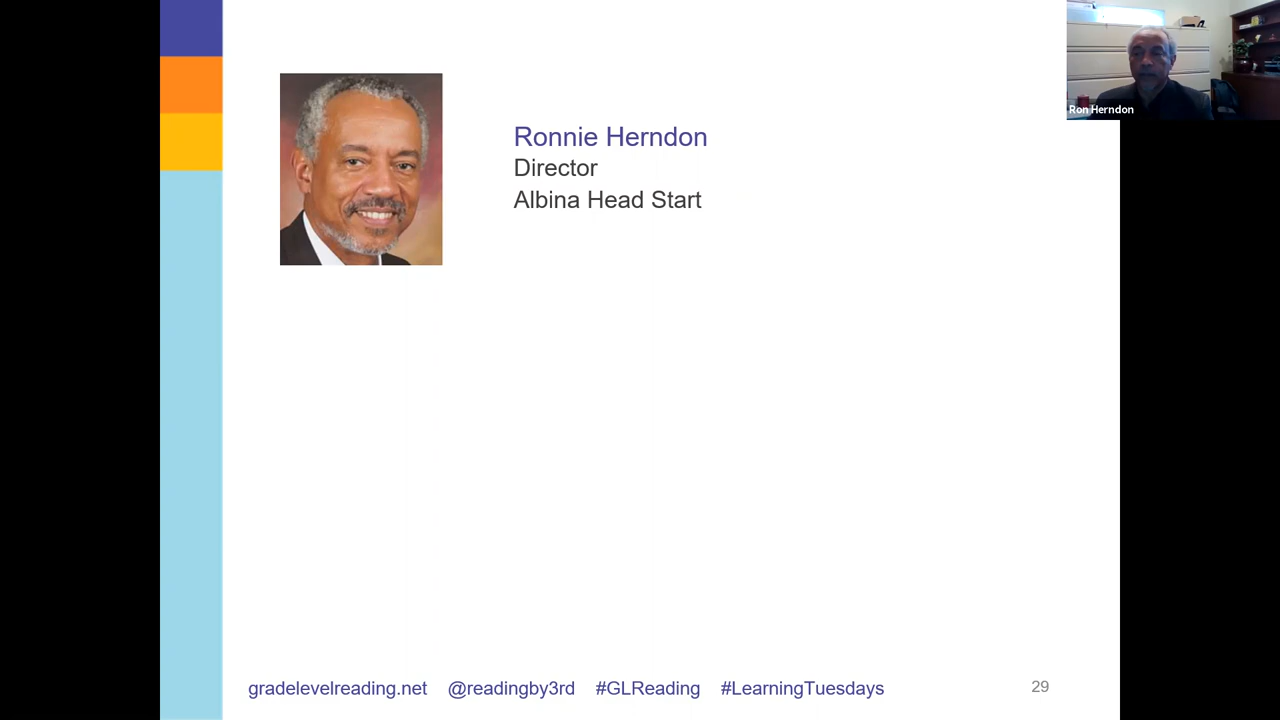 Ron Herndon
Ronnie Herndon
Director
Albina Head Start
gradelevelreading.net @readingby3rd #GLReading #LearningTuesdays 29